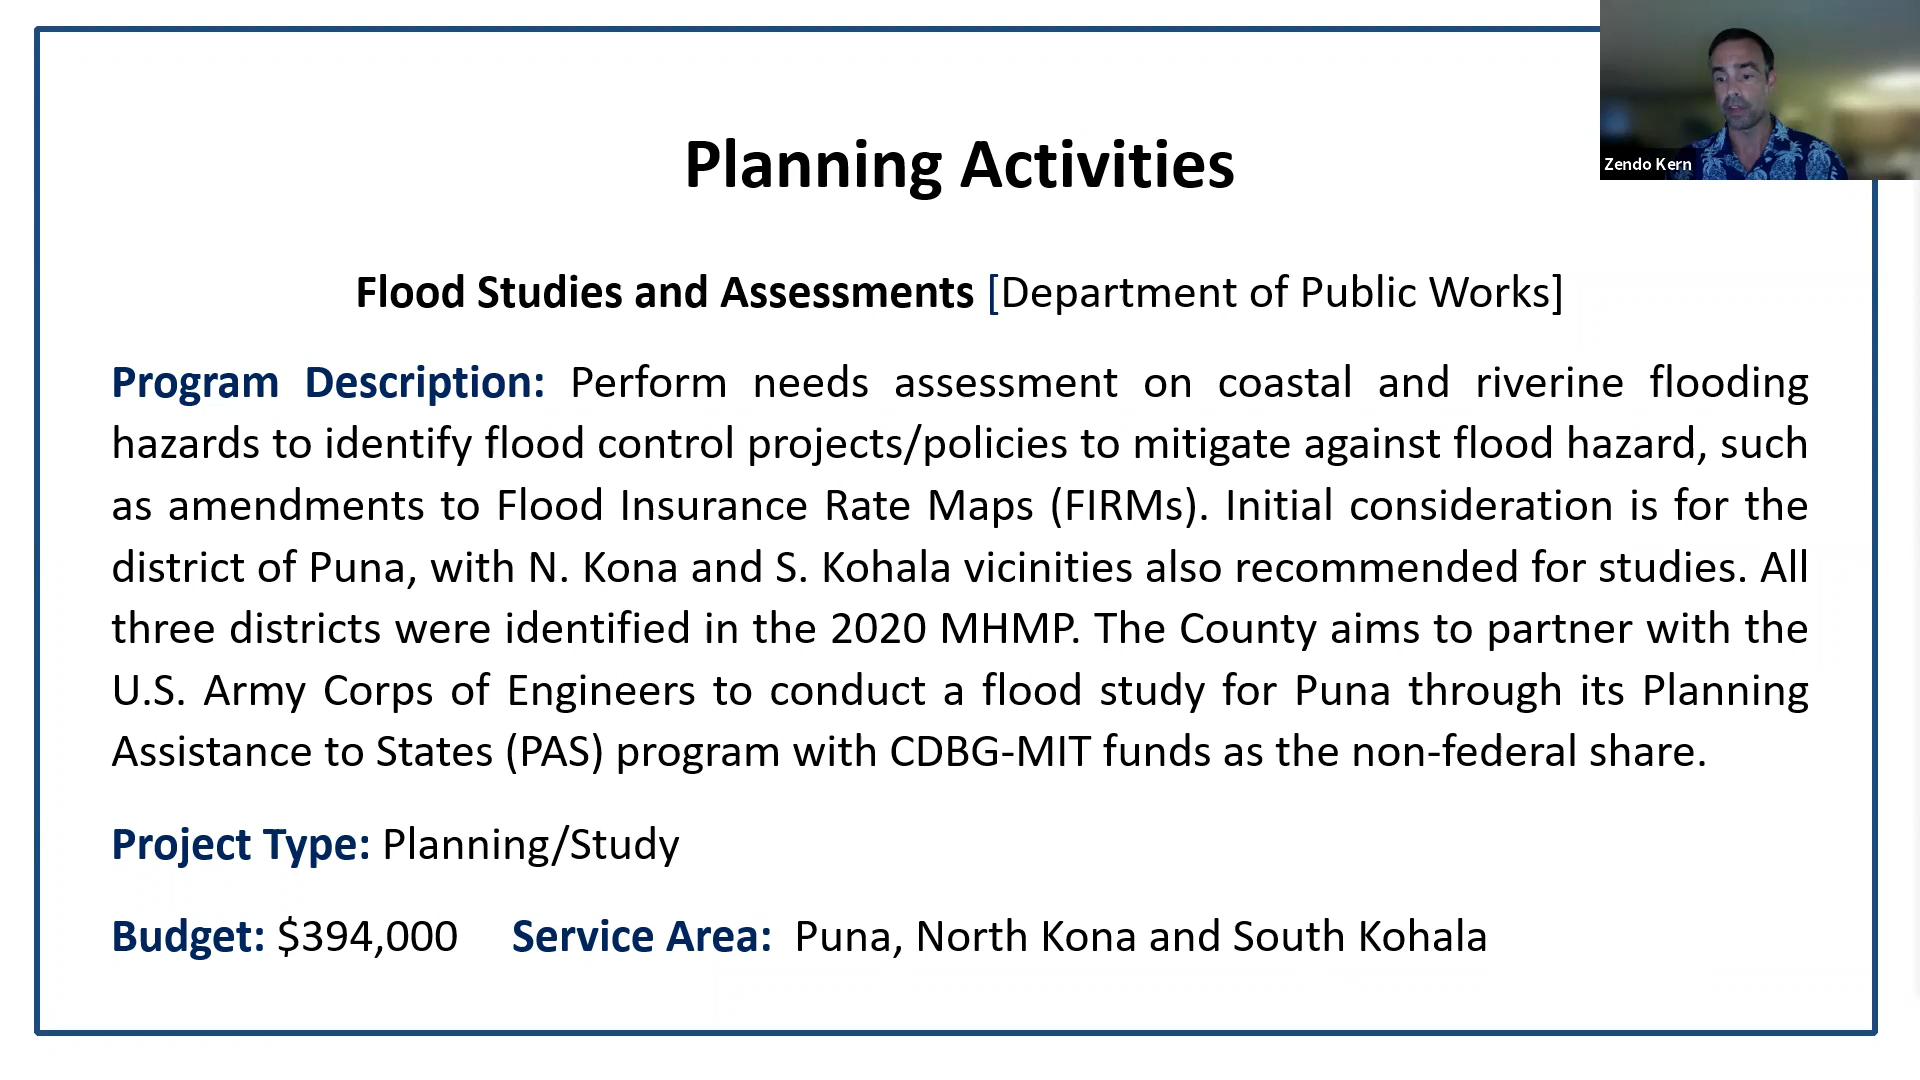 Zendo Kern
Planning Activities
Flood Studies and Assessments [Department of Public Works]
Program Description: Perform needs assessment on coastal and riverine flooding
hazards to identify flood control projects/policies to mitigate against flood hazard, such
as amendments to Flood Insurance Rate Maps (FIRMs). Initial consideration is for the
district of Puna, with N. Kona and S. Kohala vicinities also recommended for studies. All
three districts were identified in the 2020 MHMP. The County aims to partner with the
U.S. Army Corps of Engineers to conduct a flood study for Puna through its Planning
Assistance to States (PAS) program with CDBG-MIT funds as the non-federal share.
Project Type: Planning/Study
Budget: $394,000 Service Area: Puna, North Kona and South Kohala